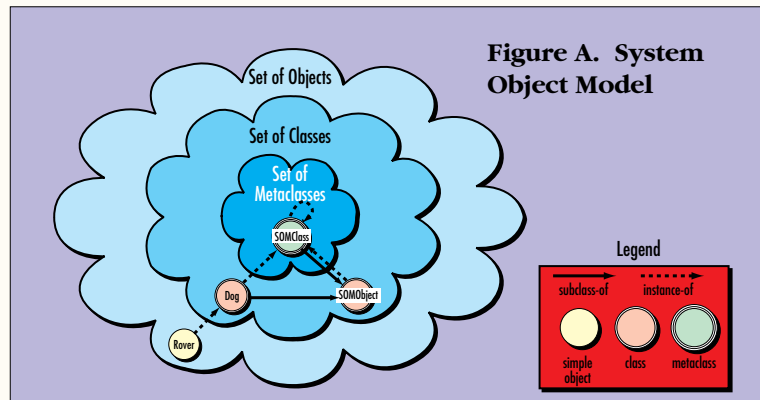 Figure A. System
Object Model
Set of Objects
Set of Classes
Set of
Metaclasses
SOMClass
Dog
SOMObject
Rover
Legend
subclass-of
instance-of
simple
object
class
metaclass